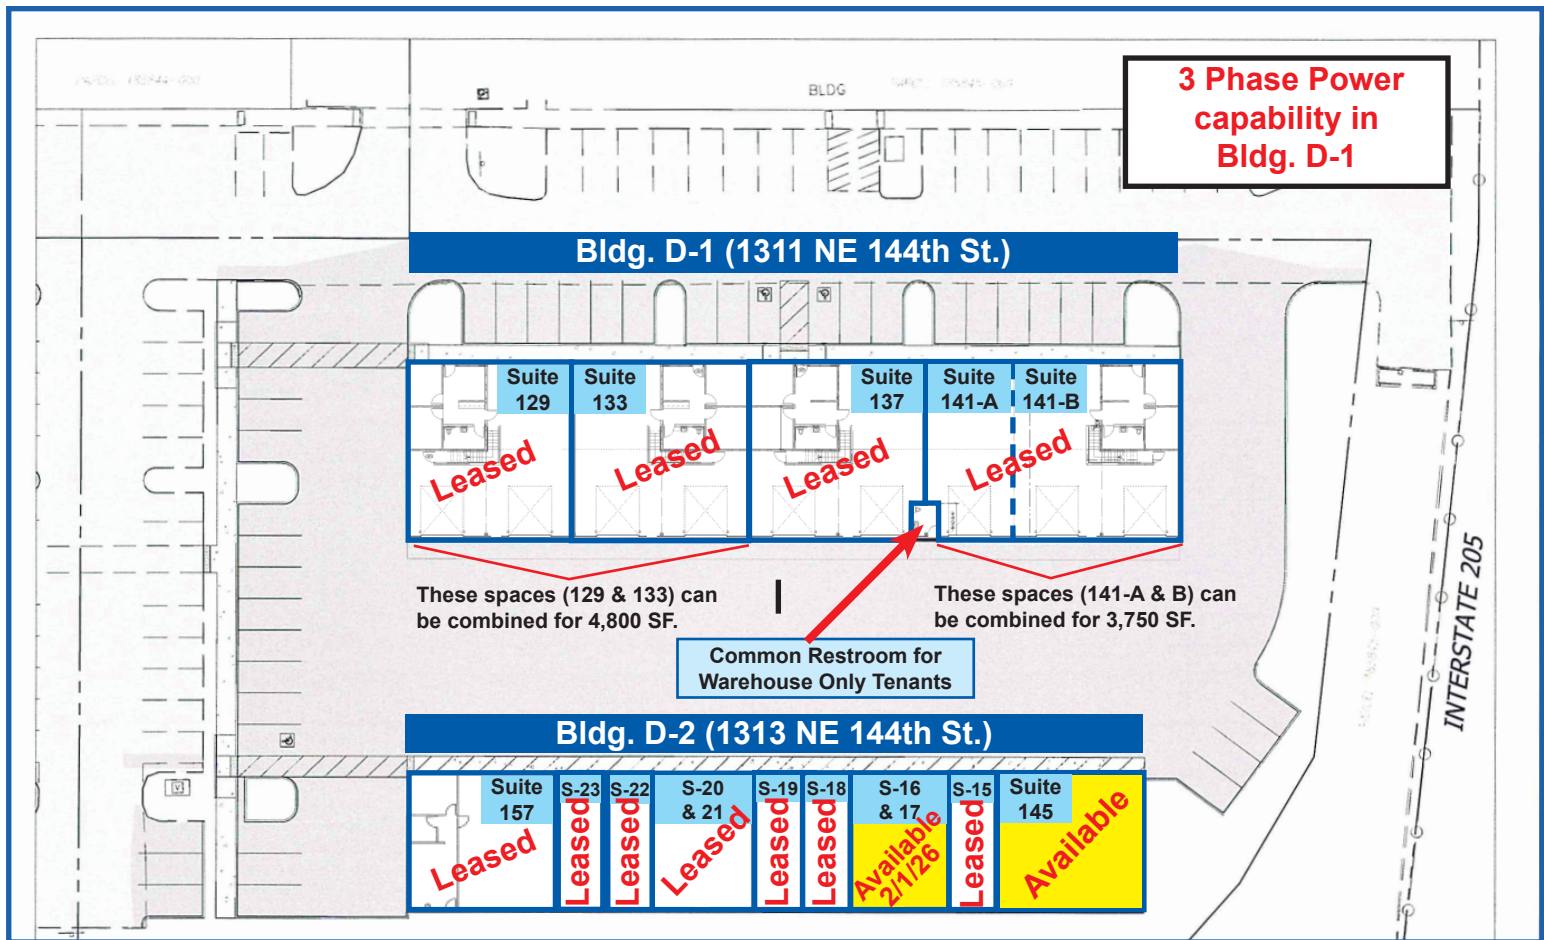 BLDG
3 Phase Power
capability in
Bldg. D-1
Bldg. D-1 (1311 NE 144th St.)
Suite
129
Leased
Suite
133
Leased
Suite
137
Leased
Suite
141-A
Suite
141-B
Leased
These spaces (129 & 133) can
be combined for 4,800 SF.
These spaces (141-A & B) can
be combined for 3,750 SF.
Common Restroom for
Warehouse Only Tenants
INTERSTATE 205
Bldg. D-2 (1313 NE 144th St.)
Suite
157
Leased
S-23
Leased
S-22
Leased
S-20
& 21
Leased
S-19
Leased
S-18
Leased
S-16
& 17
Available
2/1/26
S-15
Leased
Suite
145
Available
V